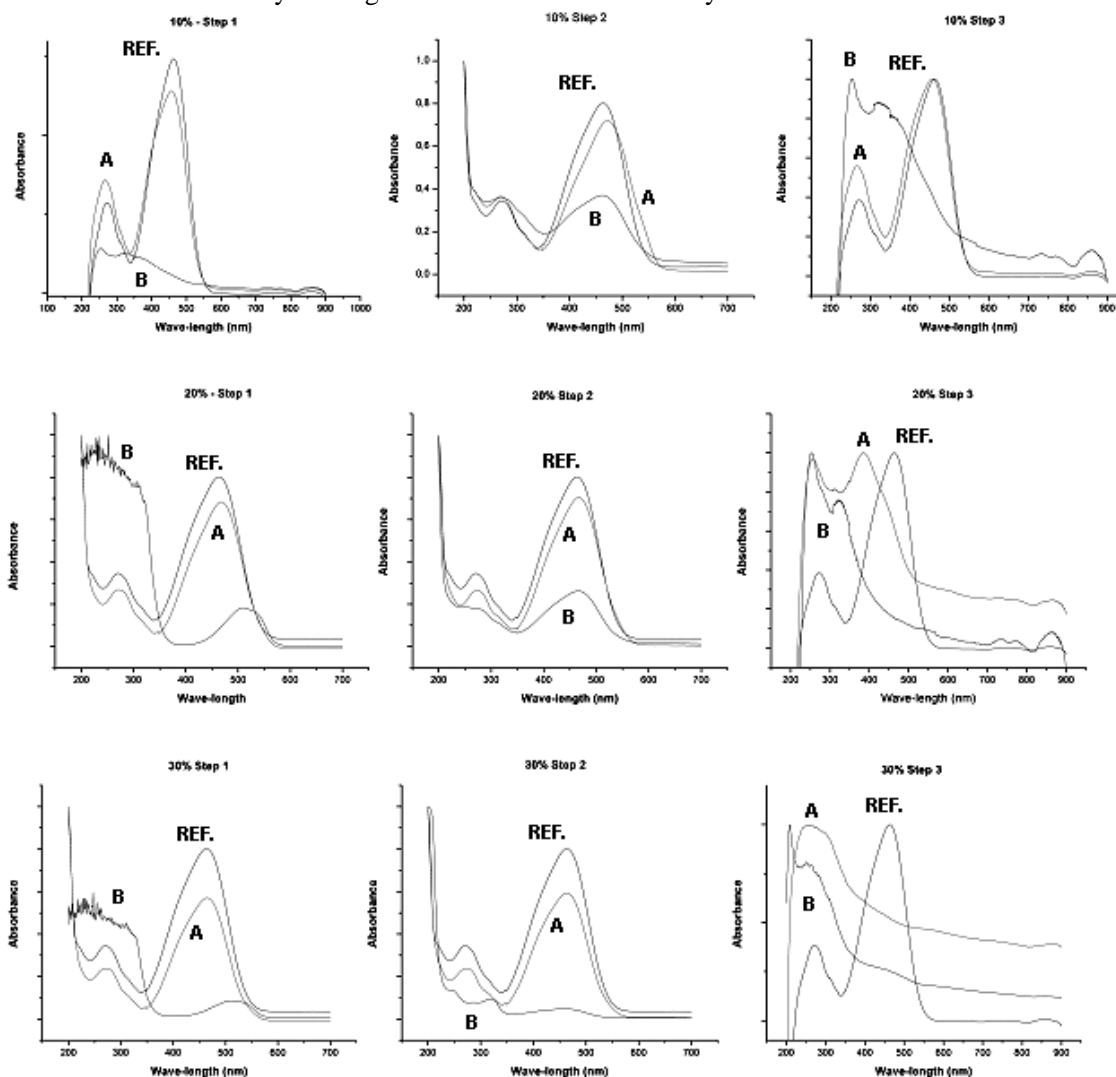 10% - Step 1
REF.
A
B
Absorbance
100 200 300 400 500 600 700 800 900 1000
Wave-length (nm)
10% Step 2
REF.
A
B
Absorbance
1.0
0.8
0.6
0.4
0.2
0.0
200 300 400 500 600 700
Wave-length (nm)
10% Step 3
B
REF.
A
Absorbance
200 300 400 500 600 700 800 900
Wave-length (nm)
20% - Step 1
B
REF.
A
Absorbance
200 300 400 500 600 700
Wave-length
20% Step 2
REF.
A
B
Absorbance
200 300 400 500 600 700
Wave-length (nm)
20% Step 3
A
REF.
B
Absorbance
200 300 400 500 600 700 800 900
Wave-length (nm)
30% Step 1
REF.
B
A
Absorbance
200 300 400 500 600 700
Wave-length (nm)
30% Step 2
REF.
A
B
Absorbance
200 300 400 500 600 700
Wave-length (nm)
30% Step 3
A
REF.
B
Absorbance
200 300 400 500 600 700 800 900
Wave-length (nm)